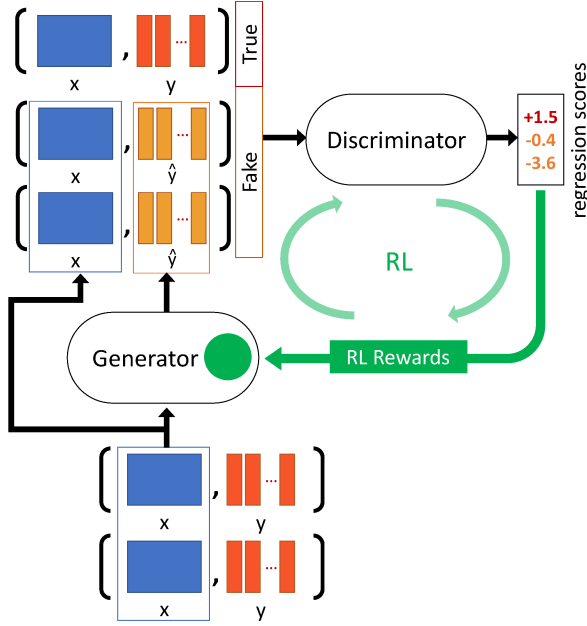 ( , ... )
x y
True
( , ... )
x ŷ
( , ... )
x ŷ
Fake
Discriminator
+1.5
-0.4
-3.6
regression scores
RL
Generator
RL Rewards
( , ... )
x y
( , ... )
x y